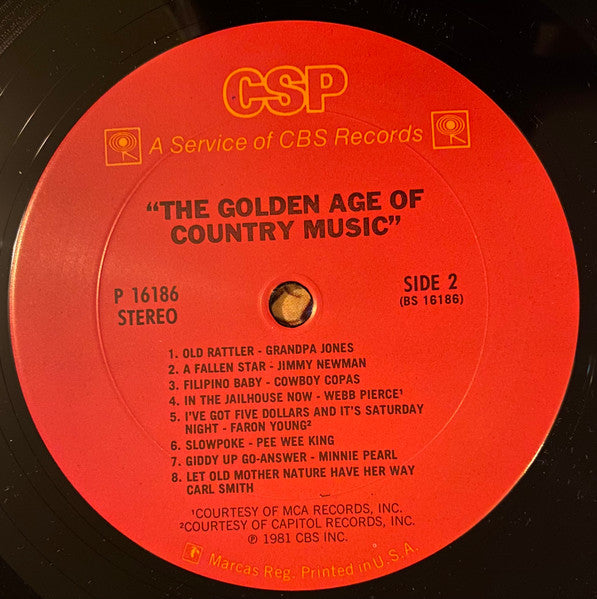 CSP
A Service of CBS Records
"THE GOLDEN AGE OF
COUNTRY MUSIC"
P 16186
STEREO
SIDE 2
(BS 16186)
1. OLD RATTLER - GRANDPA JONES
2. A FALLEN STAR - JIMMY NEWMAN
3. FILIPINO BABY - COWBOY COPAS
4. IN THE JAILHOUSE NOW - WEBB PIERCE¹
5. I'VE GOT FIVE DOLLARS AND IT'S SATURDAY
NIGHT - FARON YOUNG²
6. SLOWPOKE - PEE WEE KING
7. GIDDY UP GO-ANSWER - MINNIE PEARL
8. LET OLD MOTHER NATURE HAVE HER WAY
CARL SMITH
¹COURTESY OF MCA RECORDS, INC.
²COURTESY OF CAPITOL RECORDS, INC.
℗ 1981 CBS INC.
Marcas Reg. Printed in U.S.A.